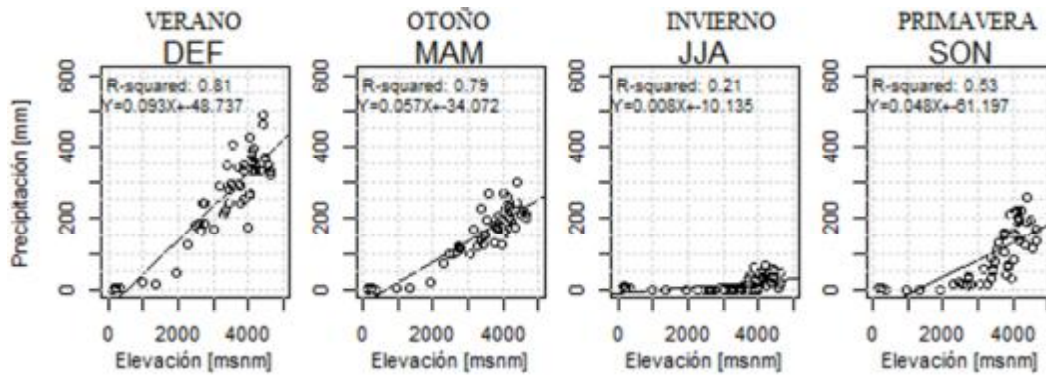 VERANO
DEF
R-squared: 0.81
Y=0.093X+-48.737
OTOÑO
MAM
R-squared: 0.79
Y=0.057X+-34.072
INVIERNO
JJA
R-squared: 0.21
Y=0.008X+-10.135
PRIMAVERA
SON
R-squared: 0.53
Y=0.048X+-61.197
Precipitación [mm]
600
400
200
0
0 2000 4000
Elevación [msnm]
600
400
200
0
0 2000 4000
Elevación [msnm]
600
400
200
0
0 2000 4000
Elevación [msnm]
600
400
200
0
0 2000 4000
Elevación [msnm]